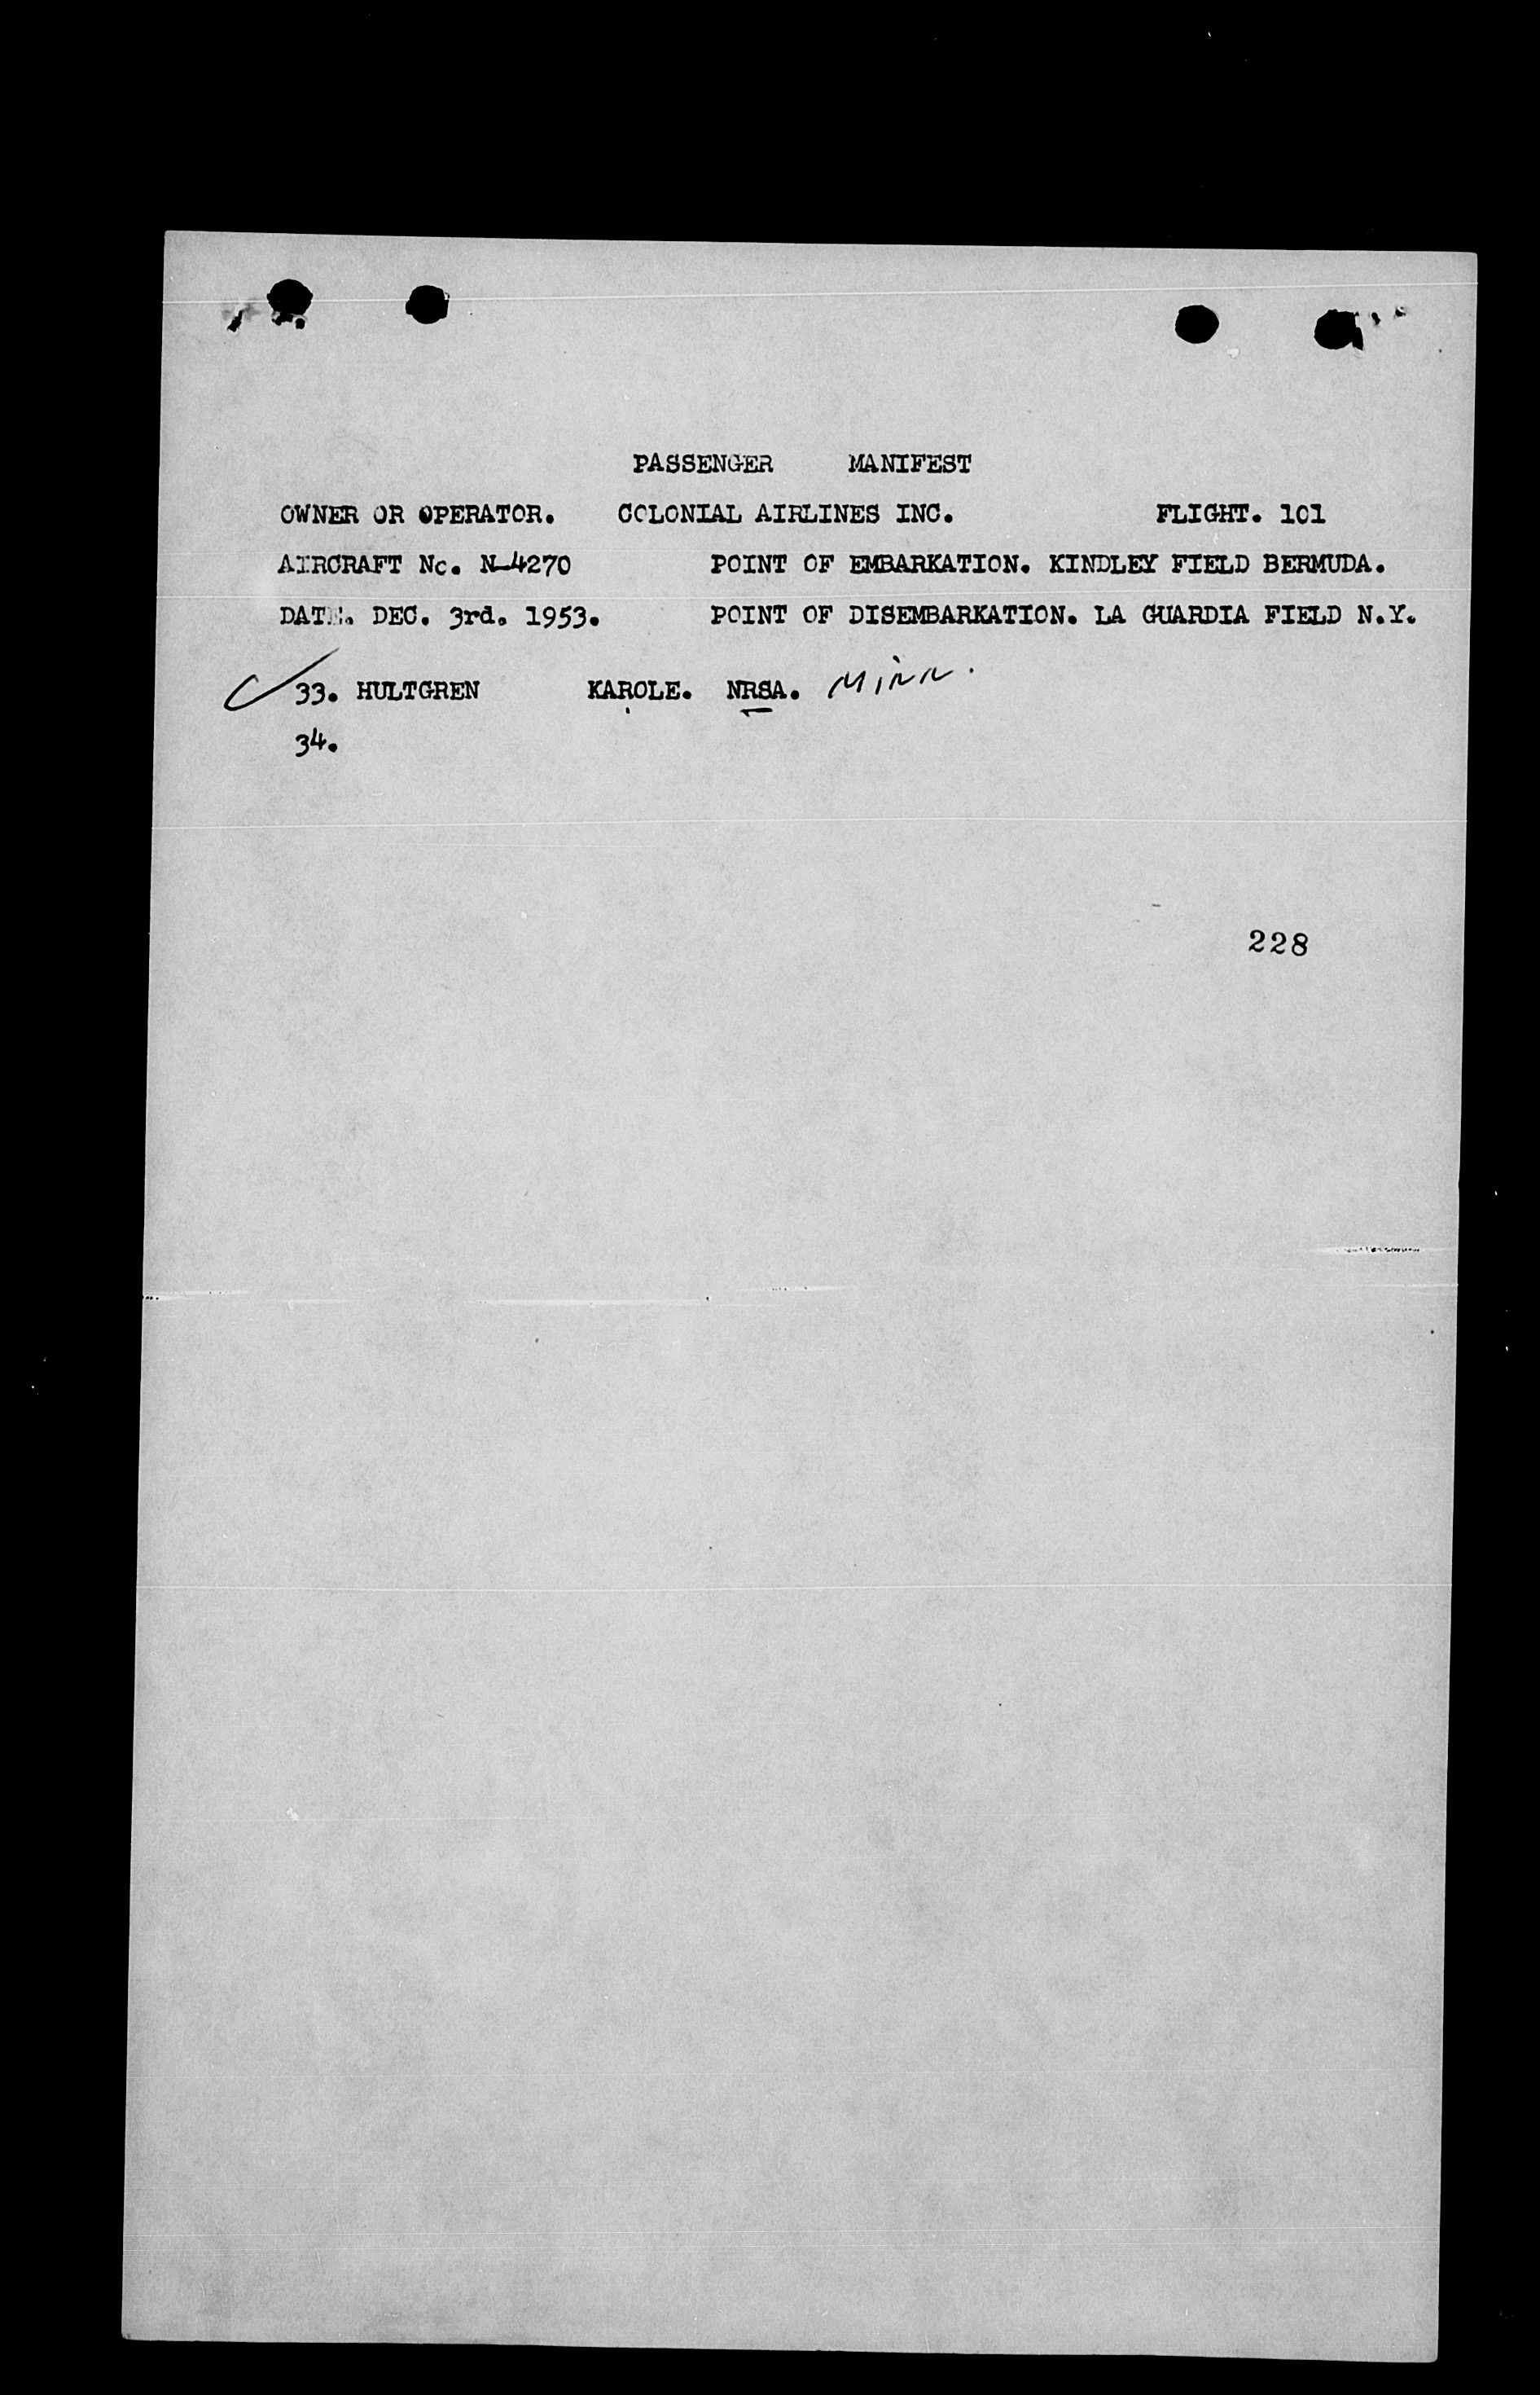 PASSENGER MANIFEST
OWNER OR OPERATOR. COLONIAL AIRLINES INC. FLIGHT. 101
AIRCRAFT No. N-4270 POINT OF EMBARKATION. KINDLEY FIELD BERMUDA.
DATE. DEC. 3rd. 1953. POINT OF DISEMBARKATION. LA GUARDIA FIELD N.Y.
33. HULTGREN KAROLE. NRSA. Minn.
34.
228